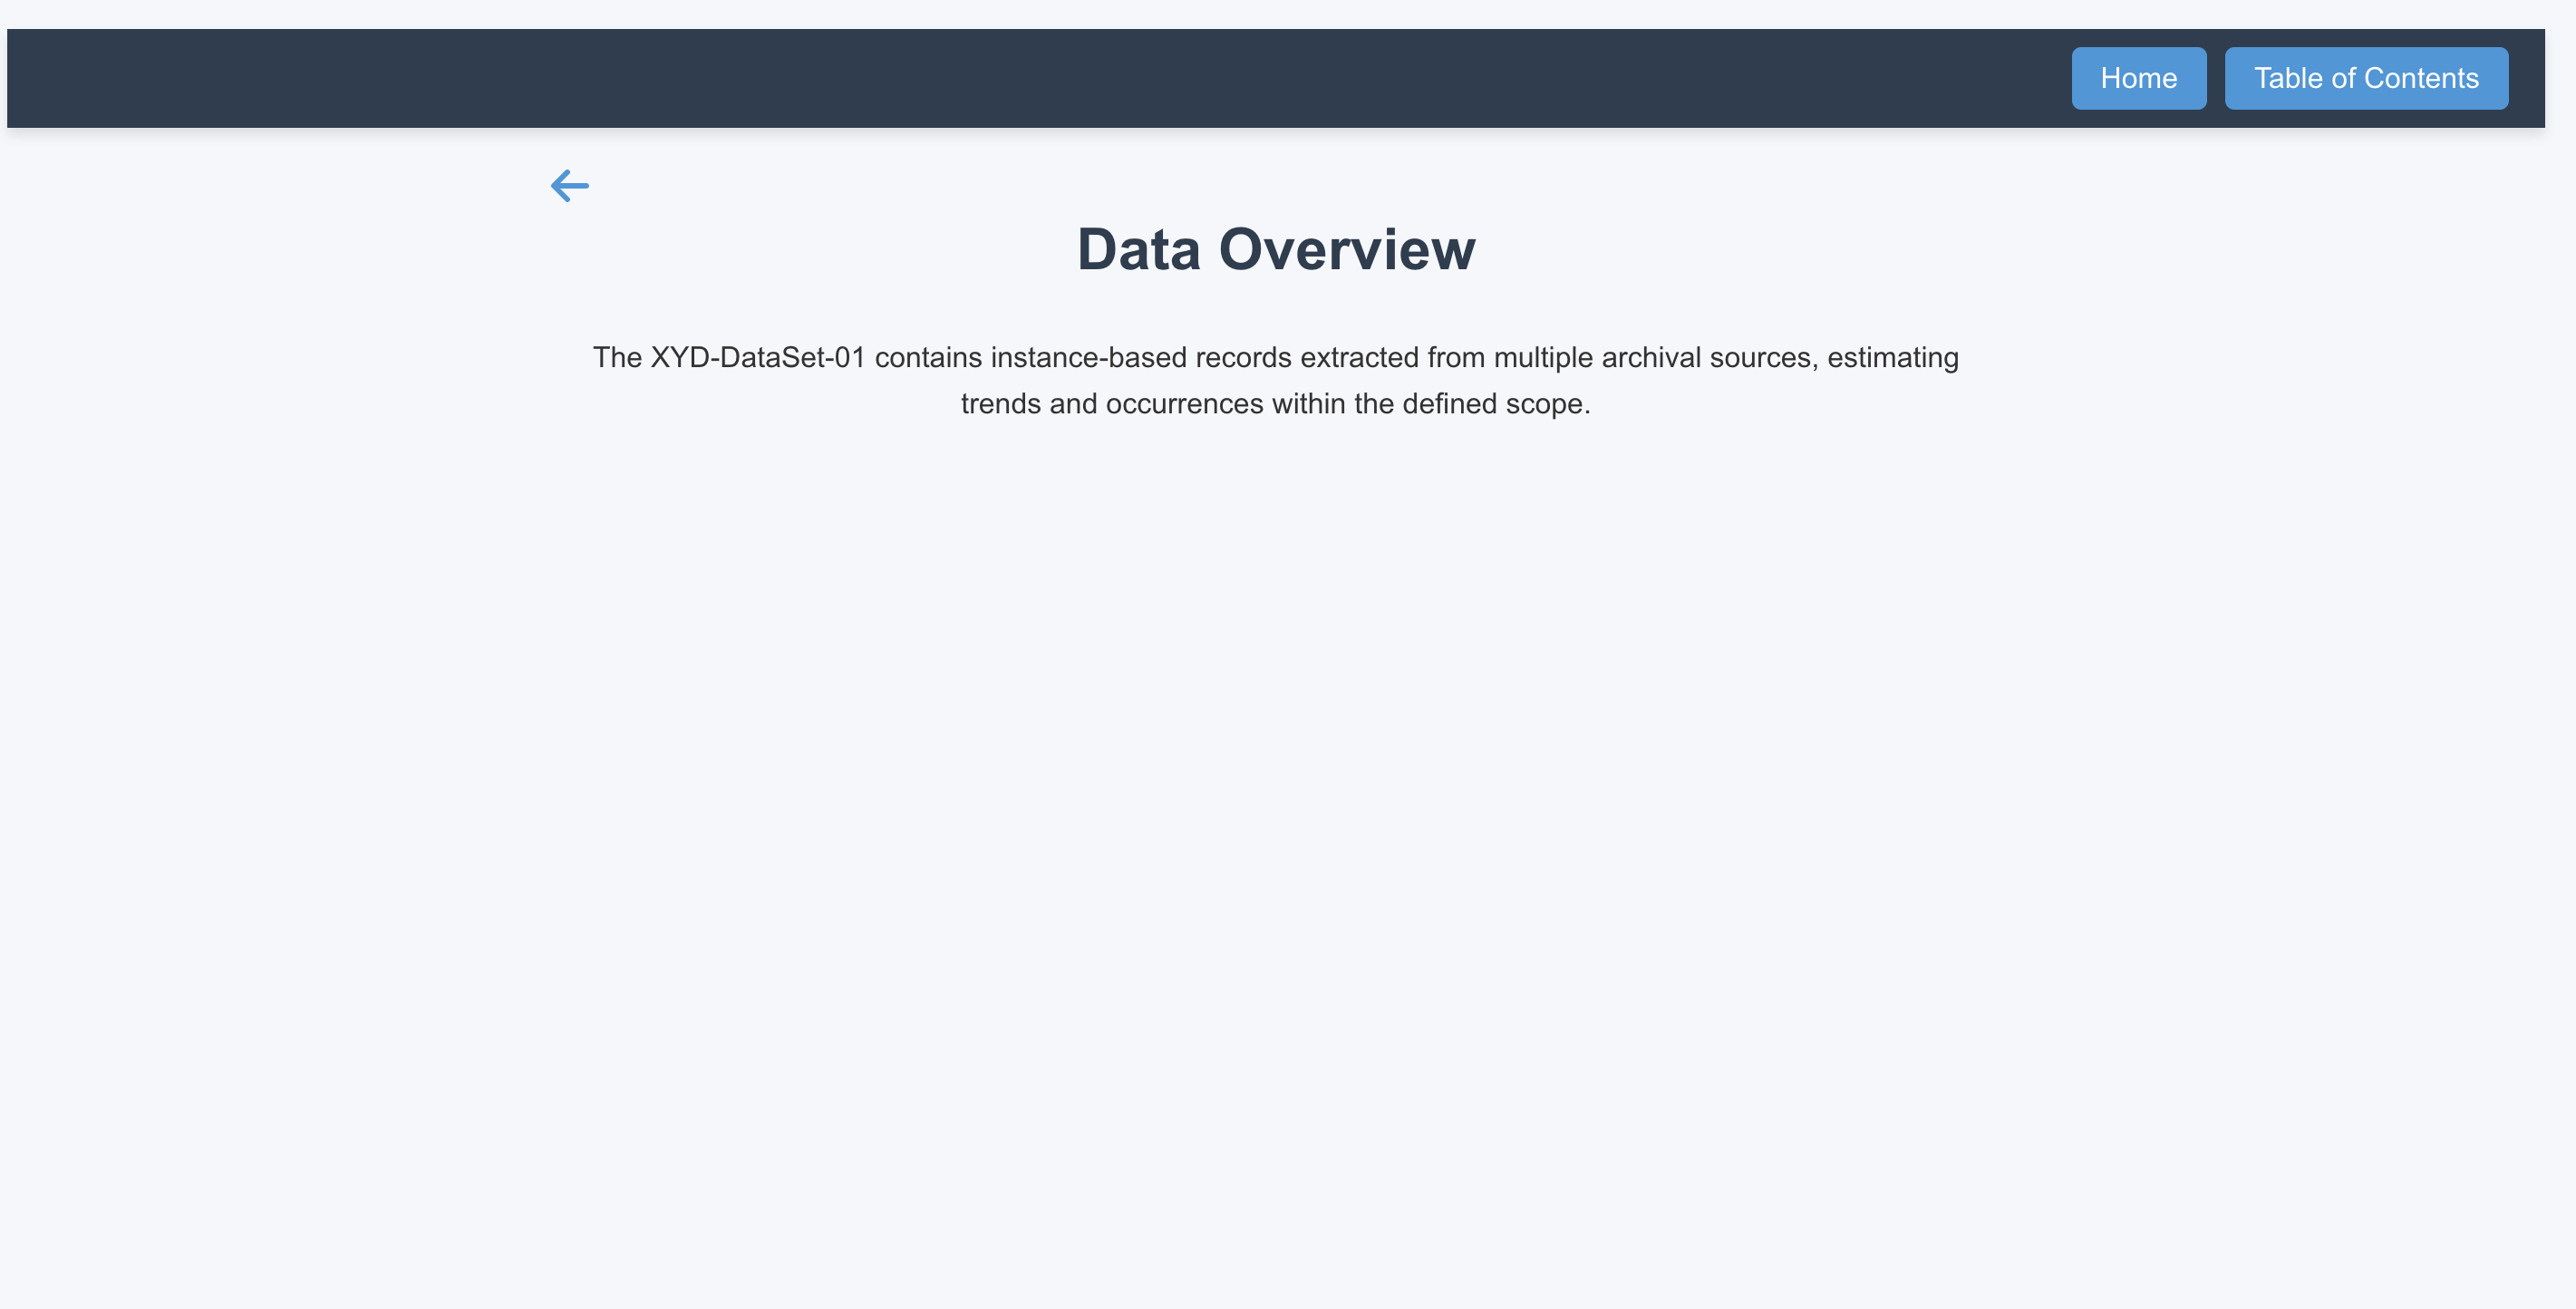 Home
Table of Contents
Data Overview
The XYD-DataSet-01 contains instance-based records extracted from multiple archival sources, estimating
trends and occurrences within the defined scope.